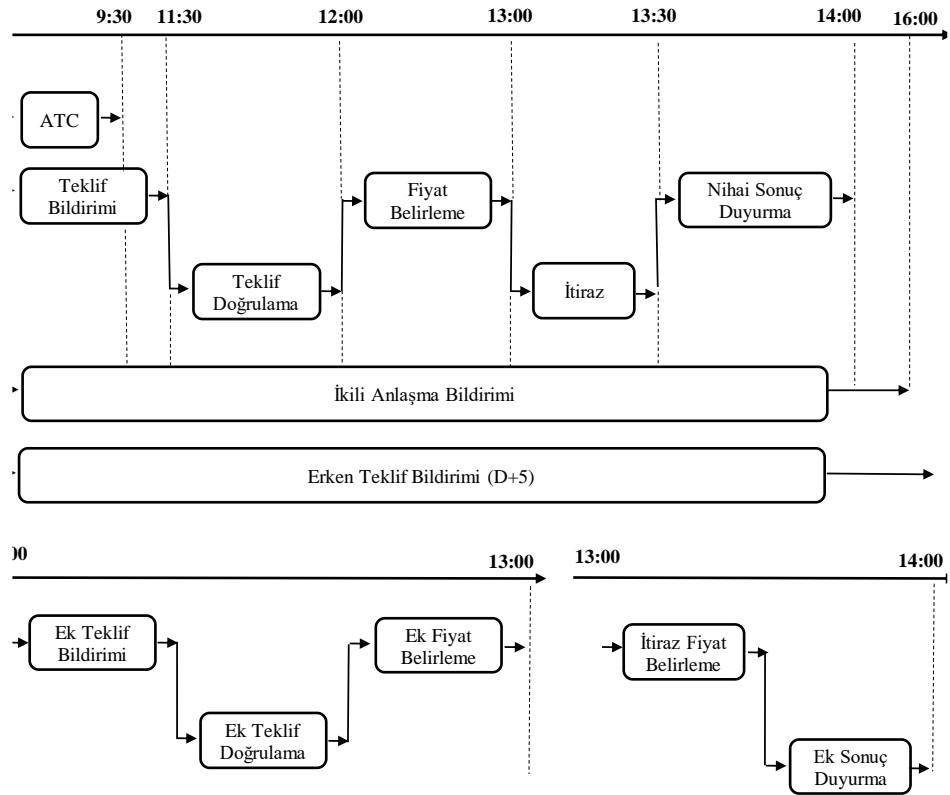 9:30 11:30 12:00 13:00 13:30 14:00 16:00
ATC
Teklif
Bildirimi
Fiyat
Belirleme
Nihai Sonuç
Duyurma
Teklif
Doğrulama
İtiraz
İkili Anlaşma Bildirimi
Erken Teklif Bildirimi (D+5)
00 13:00 13:00 14:00
Ek Teklif
Bildirimi
Ek Fiyat
Belirleme
İtiraz Fiyat
Belirleme
Ek Teklif
Doğrulama
Ek Sonuç
Duyurma